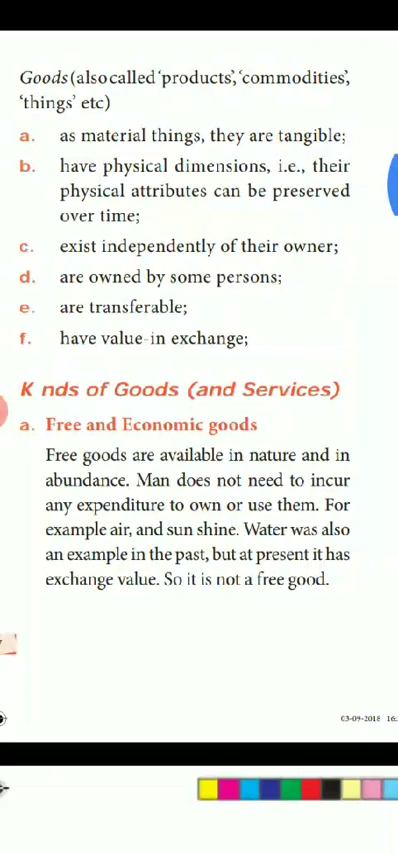 Goods (also called 'products', 'commodities',
'things' etc)
a. as material things, they are tangible;
b. have physical dimensions, i.e., their
physical attributes can be preserved
over time;
c. exist independently of their owner;
d. are owned by some persons;
e. are transferable;
f. have value-in exchange;
K nds of Goods (and Services)
a. Free and Economic goods
Free goods are available in nature and in
abundance. Man does not need to incur
any expenditure to own or use them. For
example air, and sun shine. Water was also
an example in the past, but at present it has
exchange value. So it is not a free good.
03-09-2018 16: